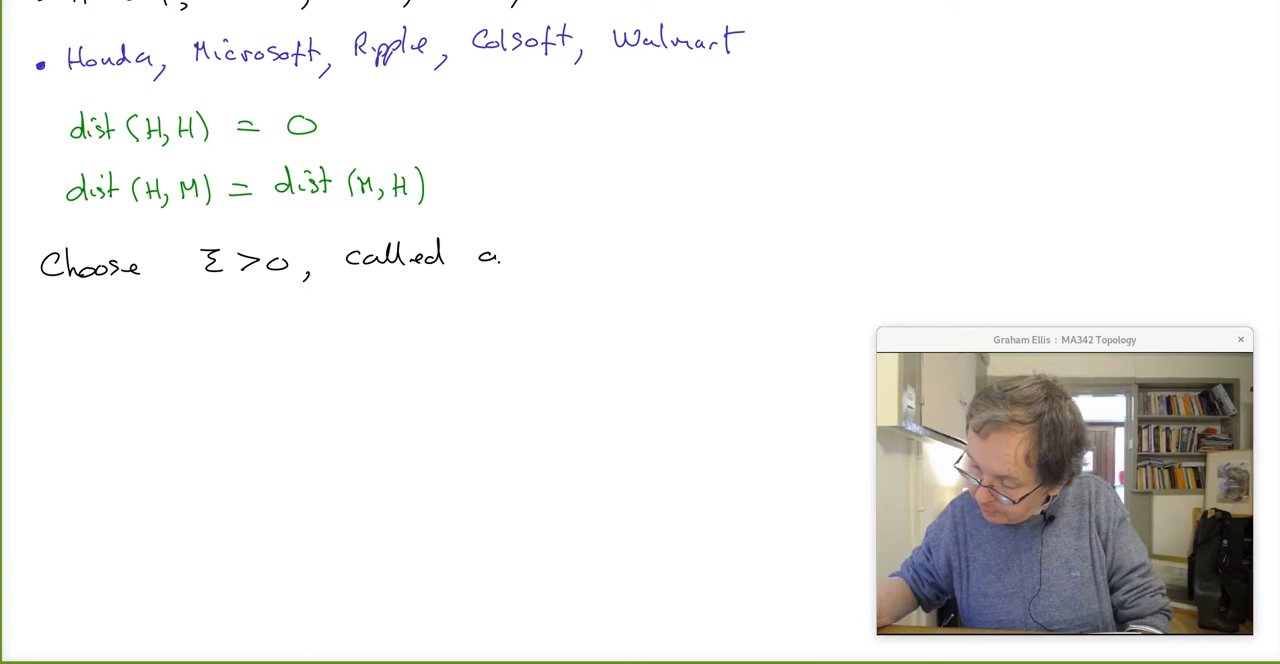 • Honda, Microsoft, Ripple, Colsoft, Walmart
dist (H, H) = 0
dist (H, M) = dist (M, H)
Choose Σ > 0, called a
Graham Ellis : MA342 Topology